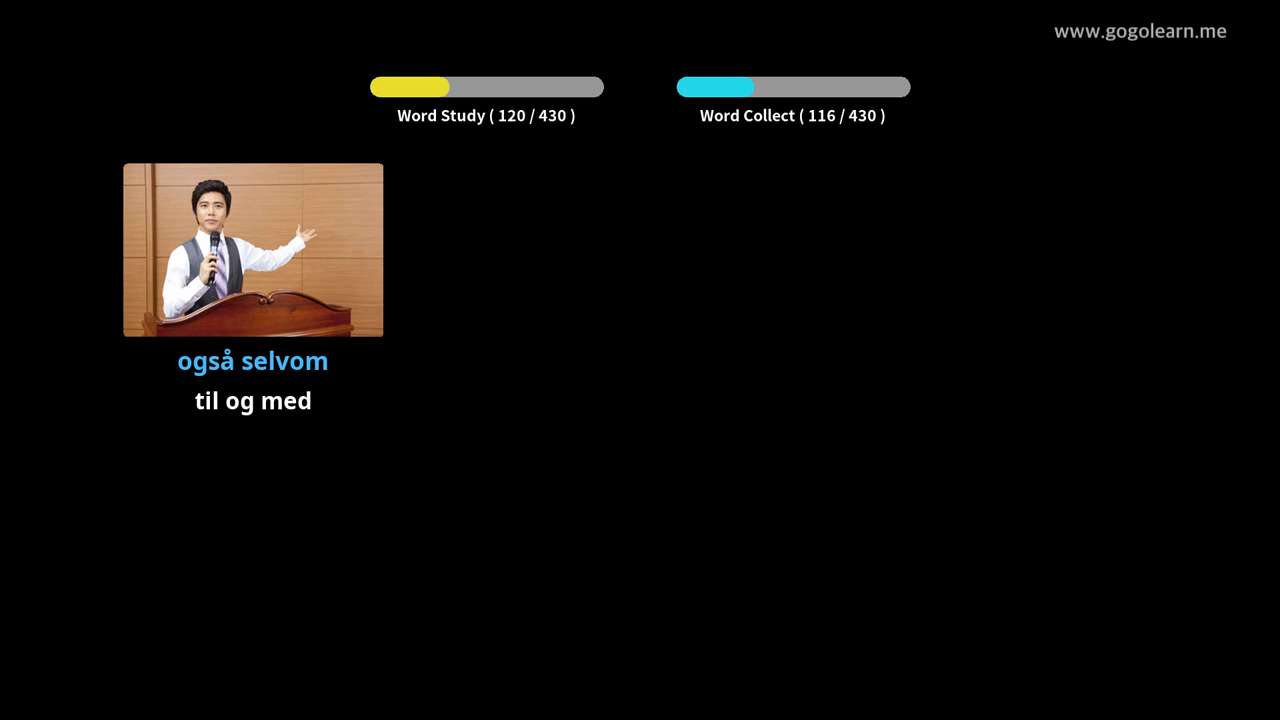 www.gogolearn.me
Word Study ( 120 / 430 )
Word Collect ( 116 / 430 )
også selvom
til og med